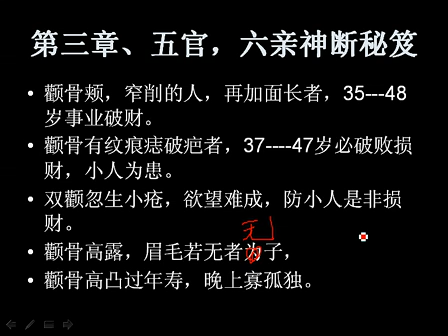 第三章、五官，六亲神断秘笈
• 颧骨颊，窄削的人，再加面长者，35---48
岁事业破财。
• 颧骨有纹痕痣破疤者，37----47岁必破败损
财，小人为患。
• 双颧忽生小疮，欲望难成，防小人是非损
财。
无
• 颧骨高露，眉毛若无者为子，
• 颧骨高凸过年寿，晚上寡孤独。